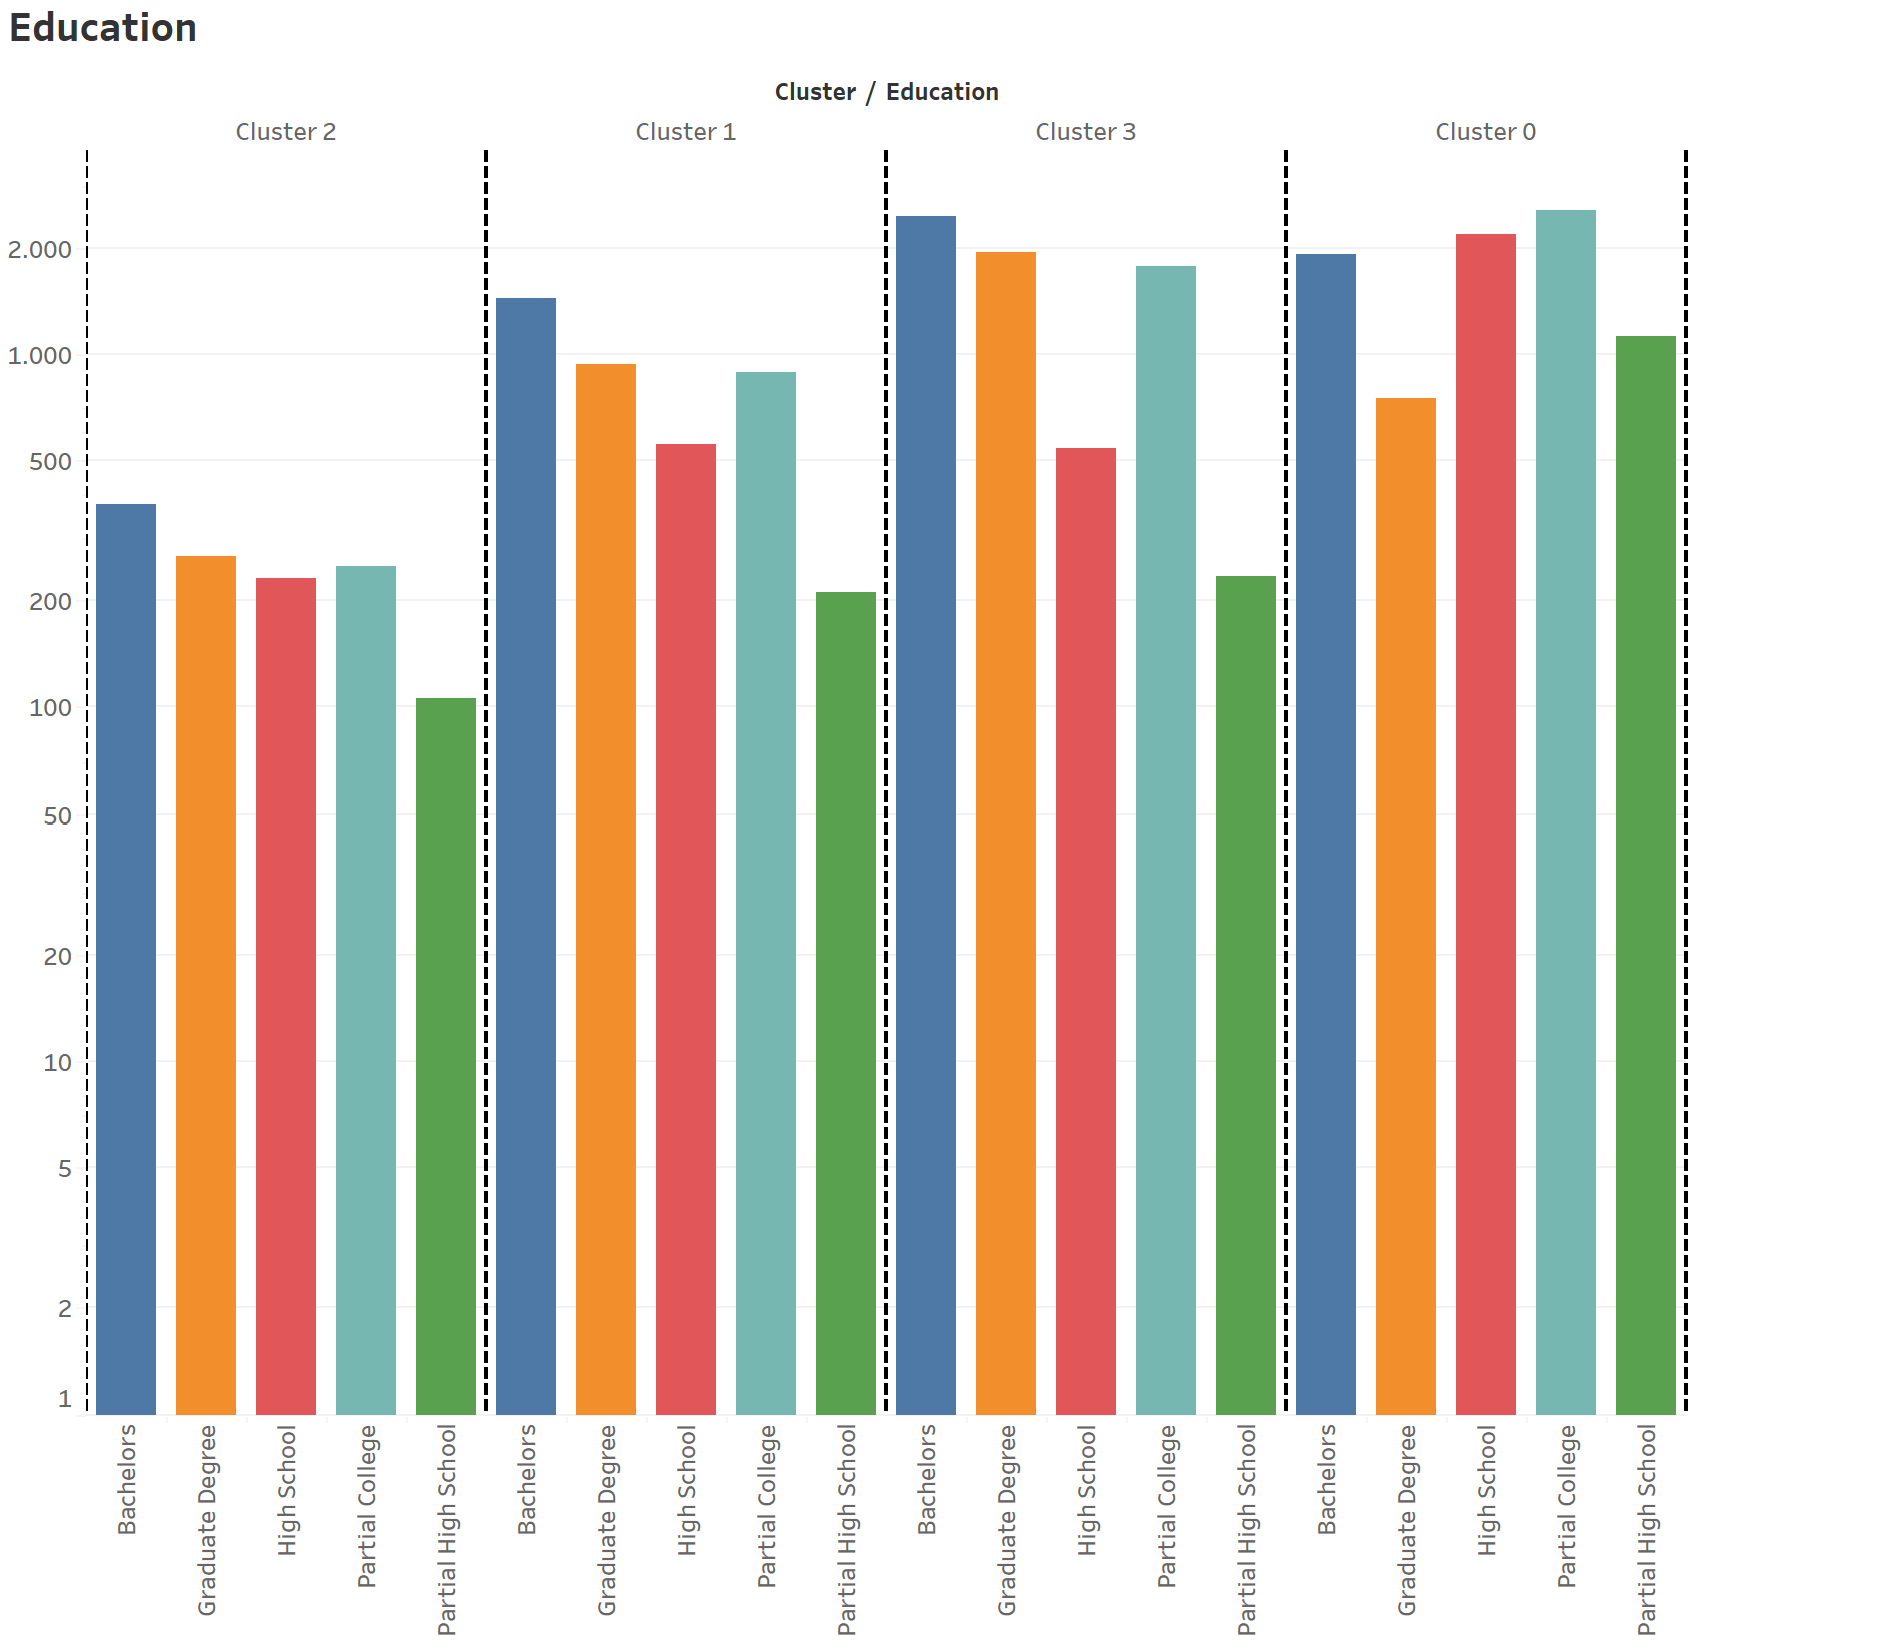 Education
Cluster / Education
Cluster 2 Cluster 1 Cluster 3 Cluster 0
2.000
1.000
500
200
100
50
20
10
5
2
1
Bachelors
Graduate Degree
High School
Partial College
Partial High School
Bachelors
Graduate Degree
High School
Partial College
Partial High School
Bachelors
Graduate Degree
High School
Partial College
Partial High School
Bachelors
Graduate Degree
High School
Partial College
Partial High School